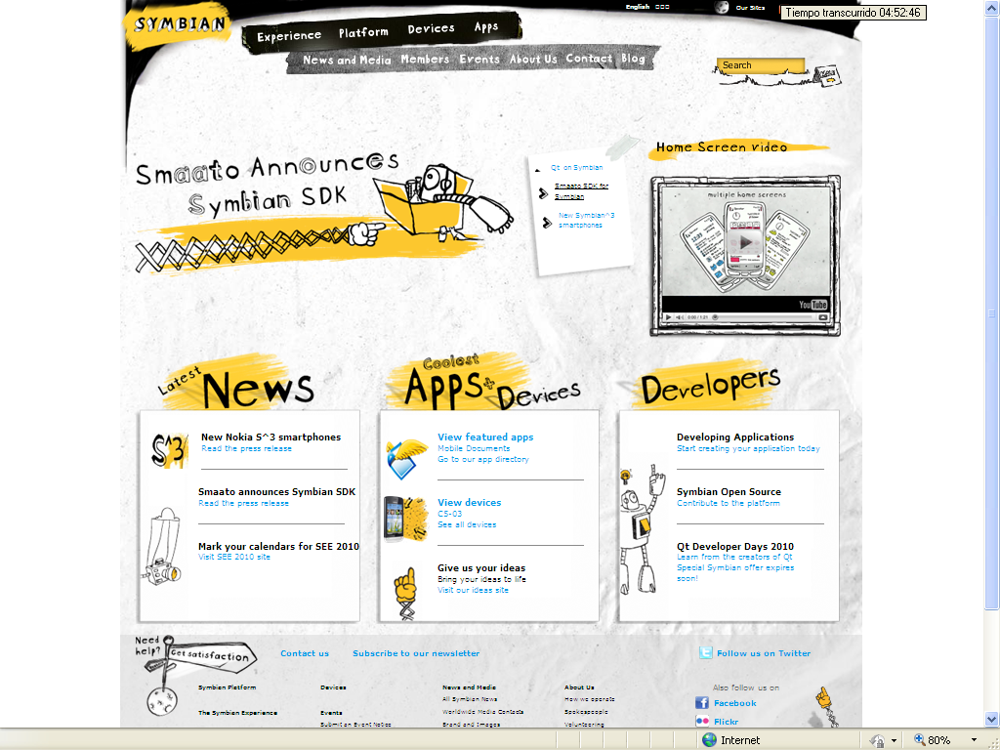 SYMBIAN
English
Our Sites
Tiempo transcurrido 04:52:46
Experience Platform Devices Apps
News and Media Members Events About Us Contact Blog
Search
Smaato Announces
Symbian SDK
Qt on Symbian
Smaato SDK for
Symbian
New Symbian^3
smartphones
Home Screen video
multiple home screens
YouTube
0:00 / 1:21
Latest
News
S^3
New Nokia S^3 smartphones
Read the press release
Smaato announces Symbian SDK
Read the press release
Mark your calendars for SEE 2010
Visit SEE 2010 site
Coolest
Apps+
Devices
View featured apps
Mobile Documents
Go to our app directory
View devices
C5-03
See all devices
Give us your ideas
Bring your ideas to life
Visit our ideas site
Developers
Developing Applications
Start creating your application today
Symbian Open Source
Contribute to the platform
Qt Developer Days 2010
Learn from the creators of Qt
Special Symbian offer expires
soon!
Need
help?
Get satisfaction
Contact us
Subscribe to our newsletter
Follow us on Twitter
Also follow us on
Facebook
Flickr
Symbian Platform
The Symbian Experience
Devices
Events
Submit an Event Notice
News and Media
All Symbian News
Worldwide Media Contacts
Brand and Images
About Us
How we operate
Spokespeople
Volunteering
Internet
80%